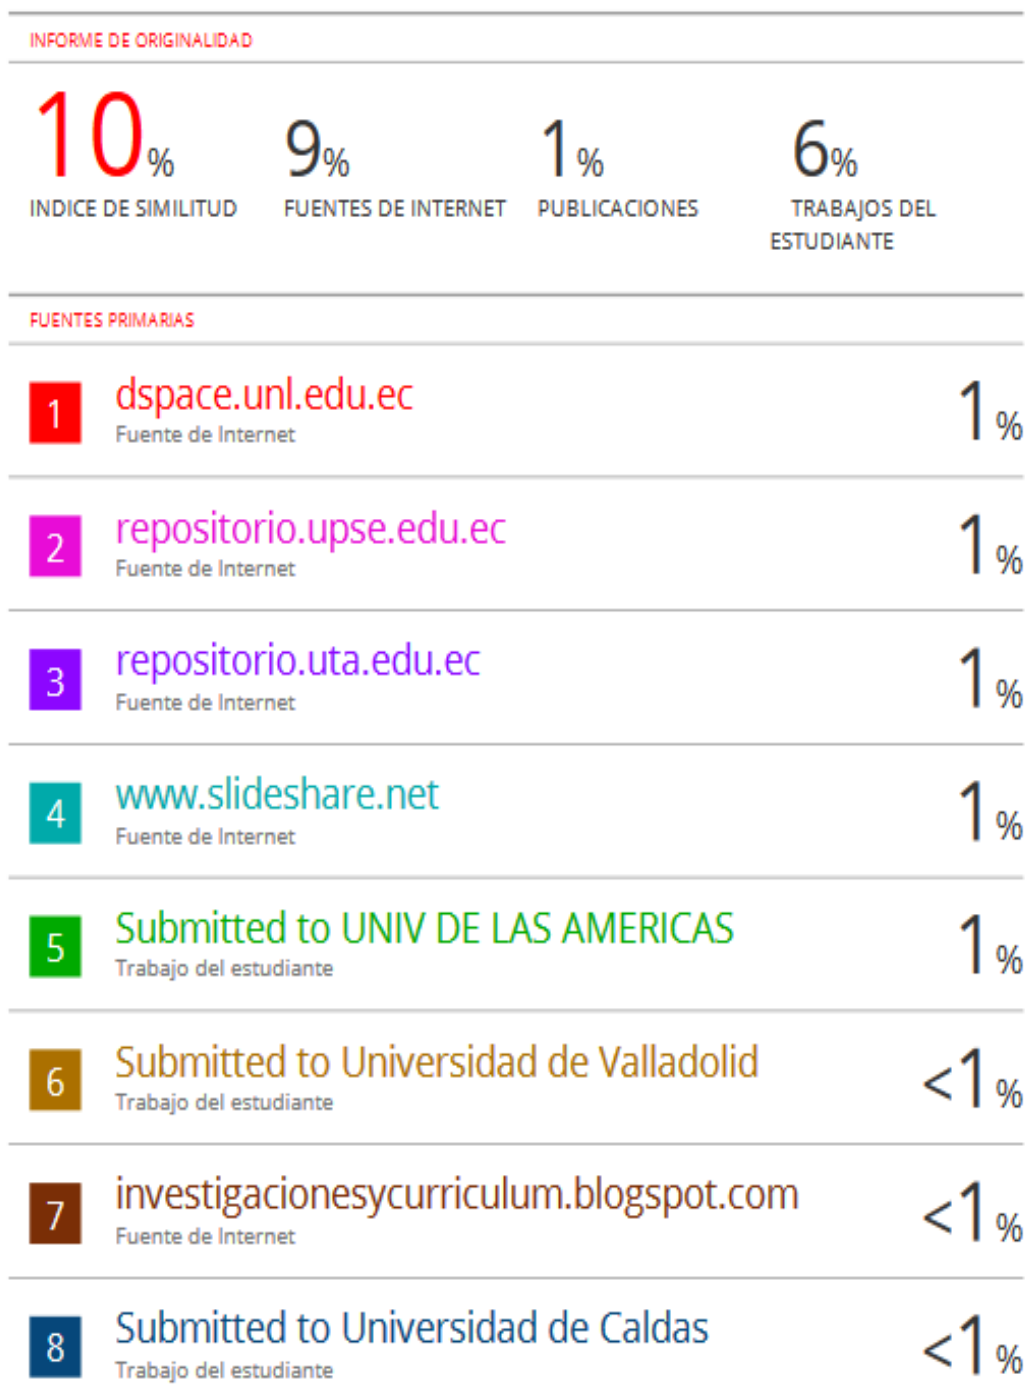 INFORME DE ORIGINALIDAD
10%
INDICE DE SIMILITUD
9%
FUENTES DE INTERNET
1%
PUBLICACIONES
6%
TRABAJOS DEL
ESTUDIANTE
FUENTES PRIMARIAS
1 dspace.unl.edu.ec 1%
Fuente de Internet
2 repositorio.upse.edu.ec 1%
Fuente de Internet
3 repositorio.uta.edu.ec 1%
Fuente de Internet
4 www.slideshare.net 1%
Fuente de Internet
5 Submitted to UNIV DE LAS AMERICAS 1%
Trabajo del estudiante
6 Submitted to Universidad de Valladolid <1%
Trabajo del estudiante
7 investigacionesycurriculum.blogspot.com <1%
Fuente de Internet
8 Submitted to Universidad de Caldas <1%
Trabajo del estudiante